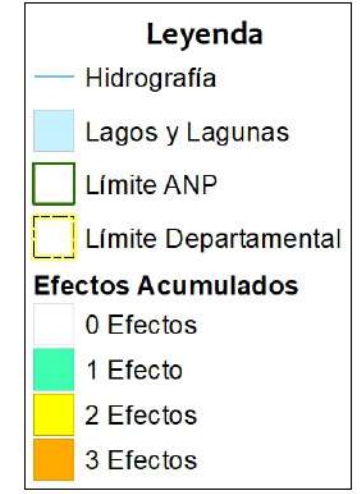 Leyenda
Hidrografía
Lagos y Lagunas
Límite ANP
Límite Departamental
Efectos Acumulados
0 Efectos
1 Efecto
2 Efectos
3 Efectos